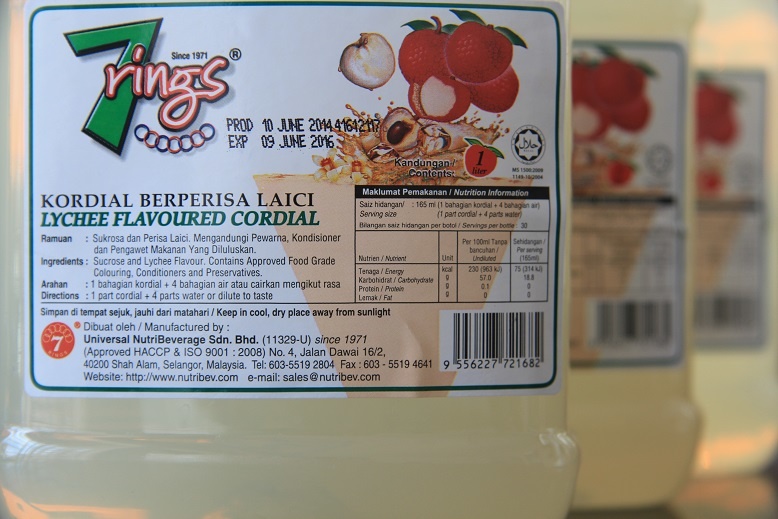 7 rings ®
Since 1971
PROD 10 JUNE 2014
EXP 09 JUNE 2016
Kandungan /
Contents:
1
liter
KORDIAL BERPERISA LAICI
LYCHEE FLAVOURED CORDIAL
Ramuan : Sukrosa dan Perisa Laici. Mengandungi Pewarna, Kondisioner
dan Pengawet Makanan Yang Diluluskan.
Ingredients : Sucrose and Lychee Flavour. Contains Approved Food Grade
Colouring, Conditioners and Preservatives.
Arahan : 1 bahagian kordial + 4 bahagian air atau cairkan mengikut rasa
Directions : 1 part cordial + 4 parts water or dilute to taste
Maklumat Pemakanan / Nutrition Information
Saiz hidangan/ : 165 ml (1 bahagian kordial + 4 bahagian air)
Serving size (1 part cordial + 4 parts water)
Bilangan saiz hidangan per botol / Servings per bottle : 30
Nutrien / Nutrient Unit Per 100ml Tanpa bancuhan / Undiluted Sehidangan / Per serving (165ml)
Tenaga / Energy kcal 230 (963 kJ) 75 (314 kJ)
Karbohidrat / Carbohydrate g 57.0 18.8
Protein / Protein g 0.1 0
Lemak / Fat g 0 0
Simpan di tempat sejuk, jauhi dari matahari / Keep in cool, dry place away from sunlight
7 ®
Dibuat oleh / Manufactured by :
Universal NutriBeverage Sdn. Bhd. (11329-U) since 1971
(Approved HACCP & ISO 9001 : 2008) No. 4, Jalan Dawai 16/2,
40200 Shah Alam, Selangor, Malaysia. Tel: 603-5519 2804 Fax : 603 - 5519 4641
Website: http://www.nutribev.com e-mail: sales@nutribev.com
9 556227 721682